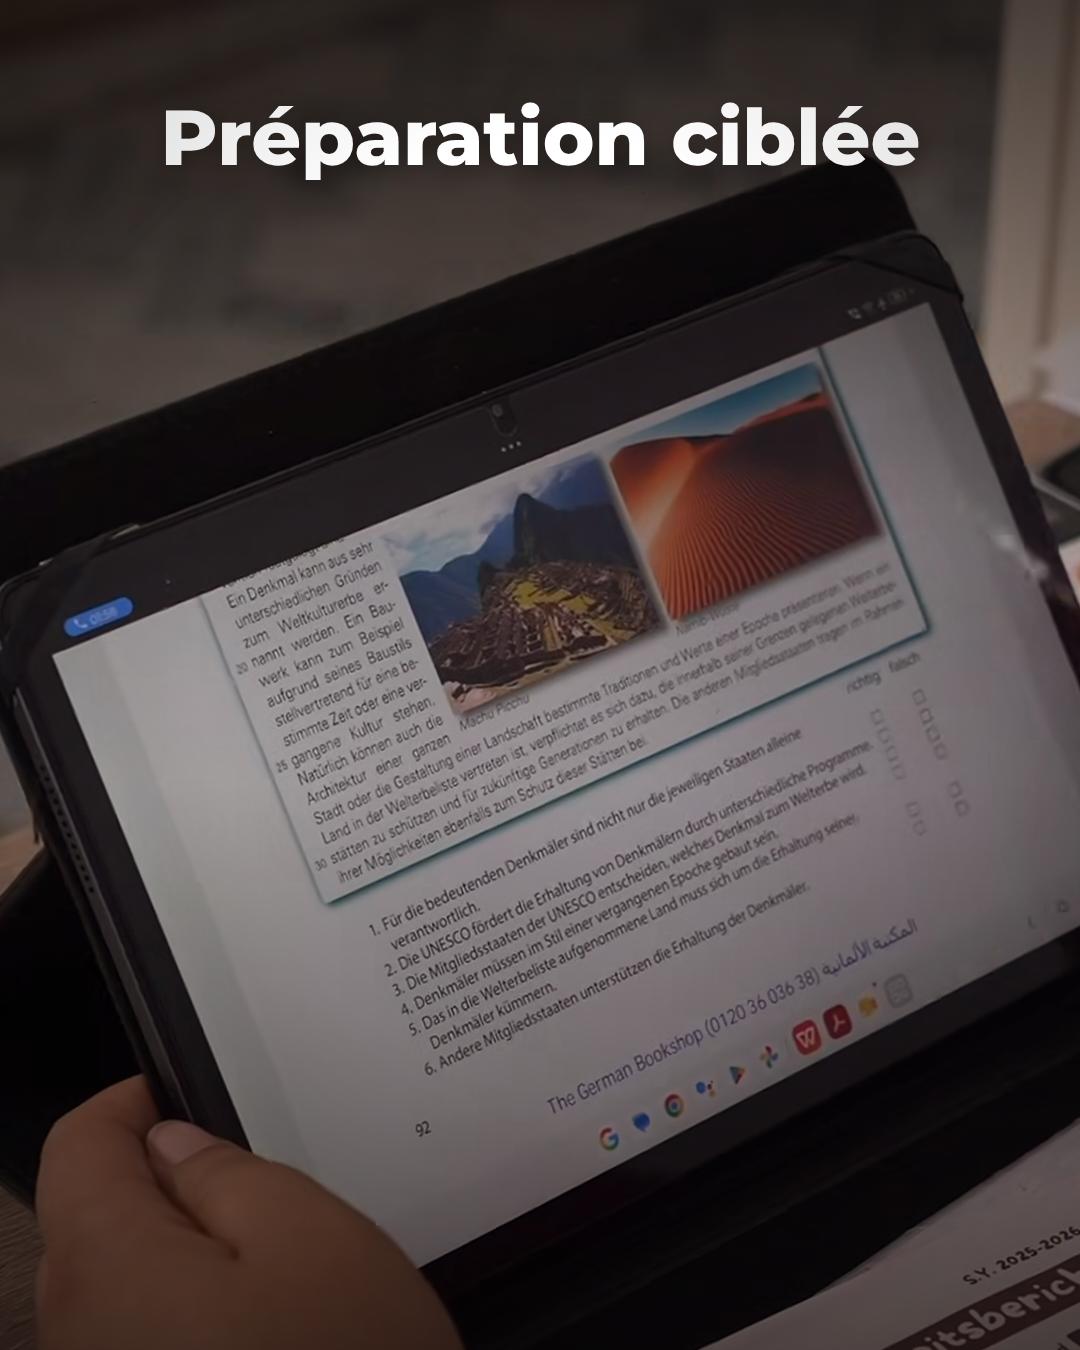 Préparation ciblée
01:58
Ein Denkmal kann aus sehr
unterschiedlichen Gründen
zum Weltkulturerbe er-
20 nannt werden. Ein Bau-
werk kann zum Beispiel
aufgrund seines Baustils
stellvertretend für eine be-
stimmte Zeit oder eine ver-
25 gangene Kultur stehen.
Natürlich können auch die
Architektur einer ganzen
Machu Picchu
Namib-Wüste
Stadt oder die Gestaltung einer Landschaft bestimmte Traditionen und Werte einer Epoche präsentieren. Wenn ein
Land in der Welterbeliste vertreten ist, verpflichtet es sich dazu, die innerhalb seiner Grenzen gelegenen Welterbe-
30 stätten zu schützen und für zukünftige Generationen zu erhalten. Die anderen Mitgliedsstaaten tragen im Rahmen
ihrer Möglichkeiten ebenfalls zum Schutz dieser Stätten bei.
richtig falsch
1. Für die bedeutenden Denkmäler sind nicht nur die jeweiligen Staaten alleine
verantwortlich.
2. Die UNESCO fördert die Erhaltung von Denkmälern durch unterschiedliche Programme.
3. Die Mitgliedsstaaten der UNESCO entscheiden, welches Denkmal zum Welterbe wird.
4. Denkmäler müssen im Stil einer vergangenen Epoche gebaut sein.
5. Das in die Welterbeliste aufgenommene Land muss sich um die Erhaltung seiner
Denkmäler kümmern.
6. Andere Mitgliedsstaaten unterstützen die Erhaltung der Denkmäler.
The German Bookshop (0120 36 036 38) المكتبة الألمانية
92
S.Y. 2025-2026